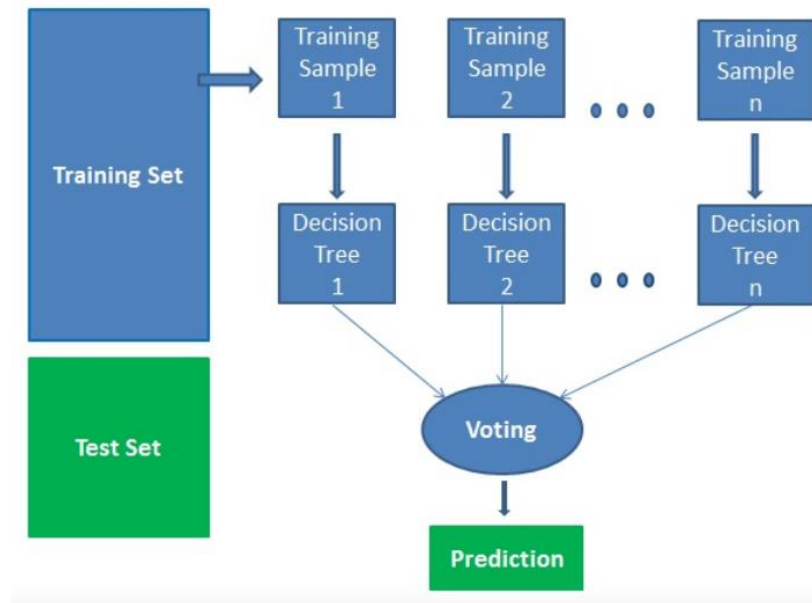 Training Set
Training
Sample
1
Training
Sample
2
Training
Sample
n
Decision
Tree
1
Decision
Tree
2
Decision
Tree
n
Test Set
Voting
Prediction